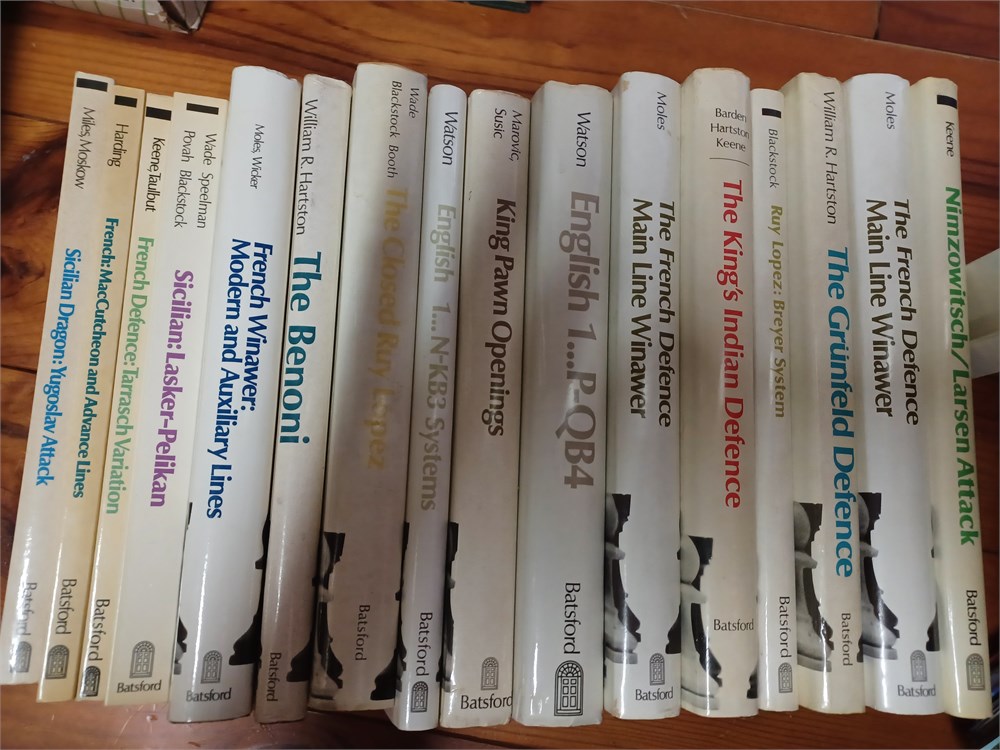 Miles, Moskow
Sicilian Dragon: Yugoslav Attack
Batsford
Harding
French: MacCutcheon and Advance Lines
Batsford
Keene, Taulbut
French Defence: Tarrasch Variation
Batsford
Wade Speelman
Povah Blackstock
Sicilian: Lasker-Pelikan
Batsford
Moles, Wicker
French Winawer:
Modern and Auxiliary Lines
Batsford
William R. Hartston
The Benoni
Batsford
Wade
Blackstock Booth
The Closed Ruy Lopez
Batsford
Watson
English 1... N-KB3 Systems
Batsford
Marovic,
Susic
King Pawn Openings
Batsford
Watson
English 1...P-QB4
Batsford
Moles
The French Defence
Main Line Winawer
Batsford
Barden
Hartston
Keene
The King's Indian Defence
Batsford
Blackstock
Ruy Lopez: Breyer System
Batsford
William R. Hartston
The Grünfeld Defence
Batsford
Moles
The French Defence
Main Line Winawer
Batsford
Keene
Nimzowitsch/Larsen Attack
Batsford